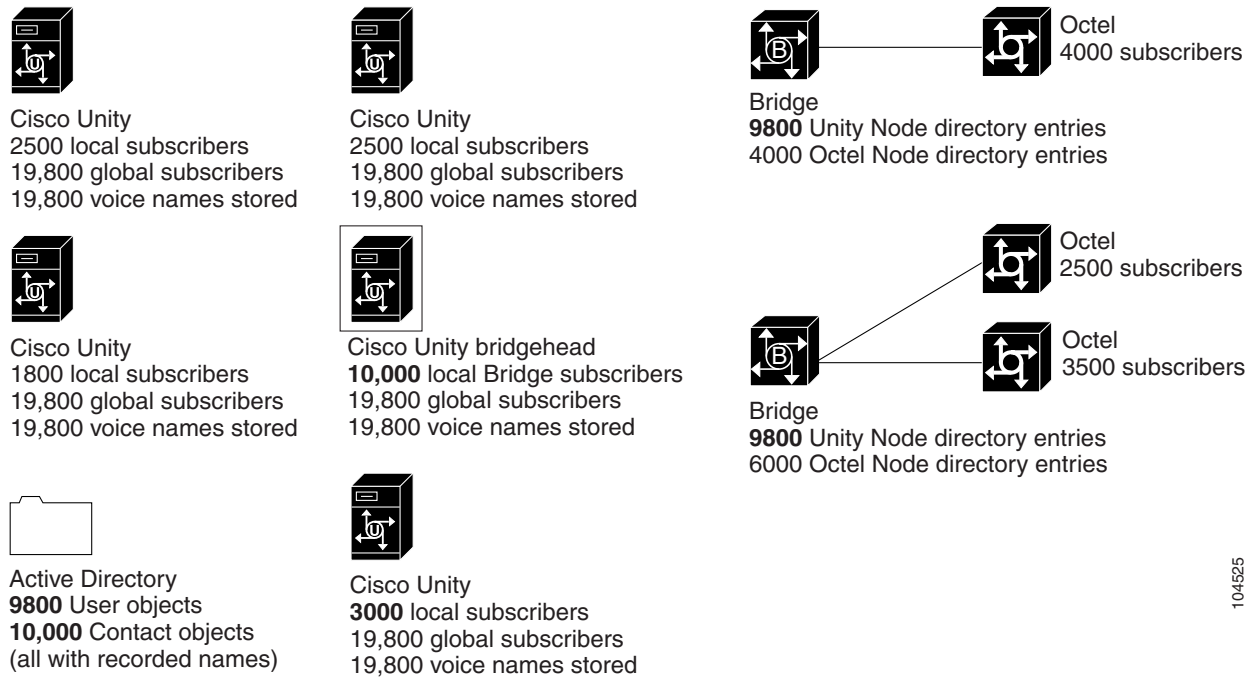 Cisco Unity
2500 local subscribers
19,800 global subscribers
19,800 voice names stored
Cisco Unity
2500 local subscribers
19,800 global subscribers
19,800 voice names stored
Octel
4000 subscribers
B
Bridge
9800 Unity Node directory entries
4000 Octel Node directory entries
U
U
Cisco Unity
1800 local subscribers
19,800 global subscribers
19,800 voice names stored
U
Cisco Unity bridgehead
10,000 local Bridge subscribers
19,800 global subscribers
19,800 voice names stored
U
Octel
2500 subscribers
Octel
3500 subscribers
B
Bridge
9800 Unity Node directory entries
6000 Octel Node directory entries
Active Directory
9800 User objects
10,000 Contact objects
(all with recorded names)
U
Cisco Unity
3000 local subscribers
19,800 global subscribers
19,800 voice names stored
104525